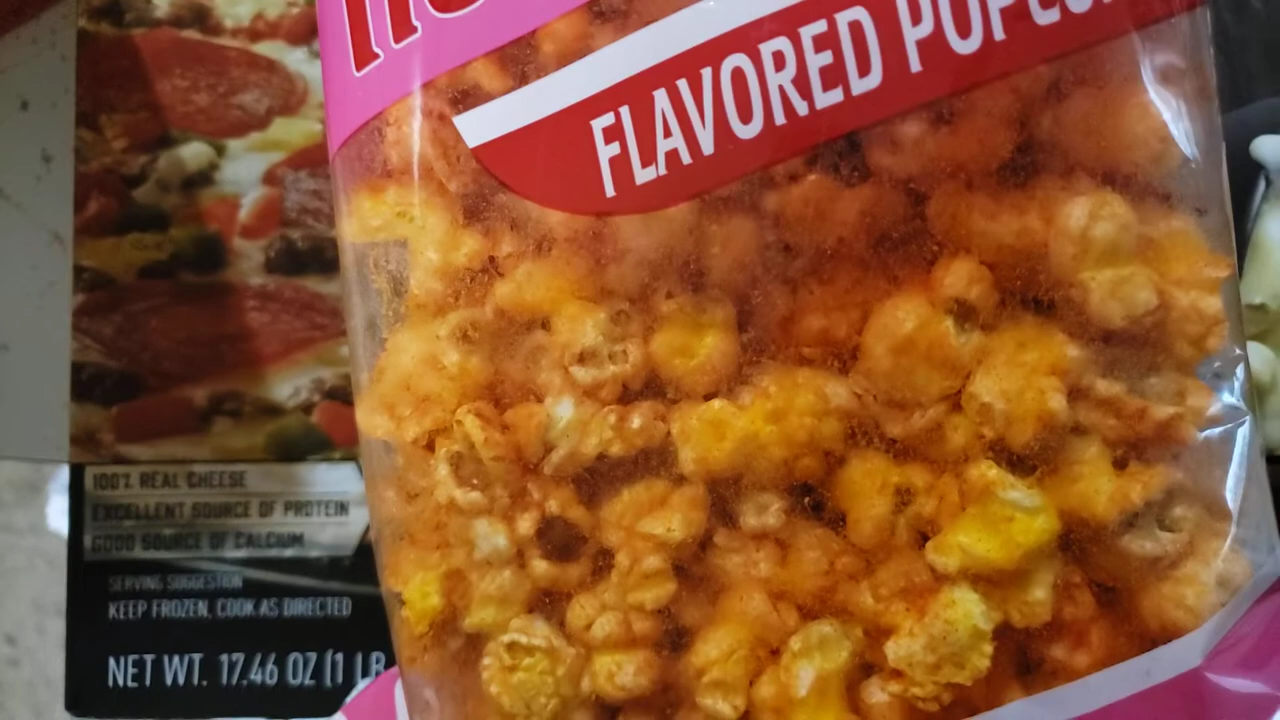 FLAVORED
100% REAL CHEESE
EXCELLENT SOURCE OF PROTEIN
GOOD SOURCE OF CALCIUM
SERVING SUGGESTION
KEEP FROZEN, COOK AS DIRECTED
NET WT. 17.46 OZ (1 LB